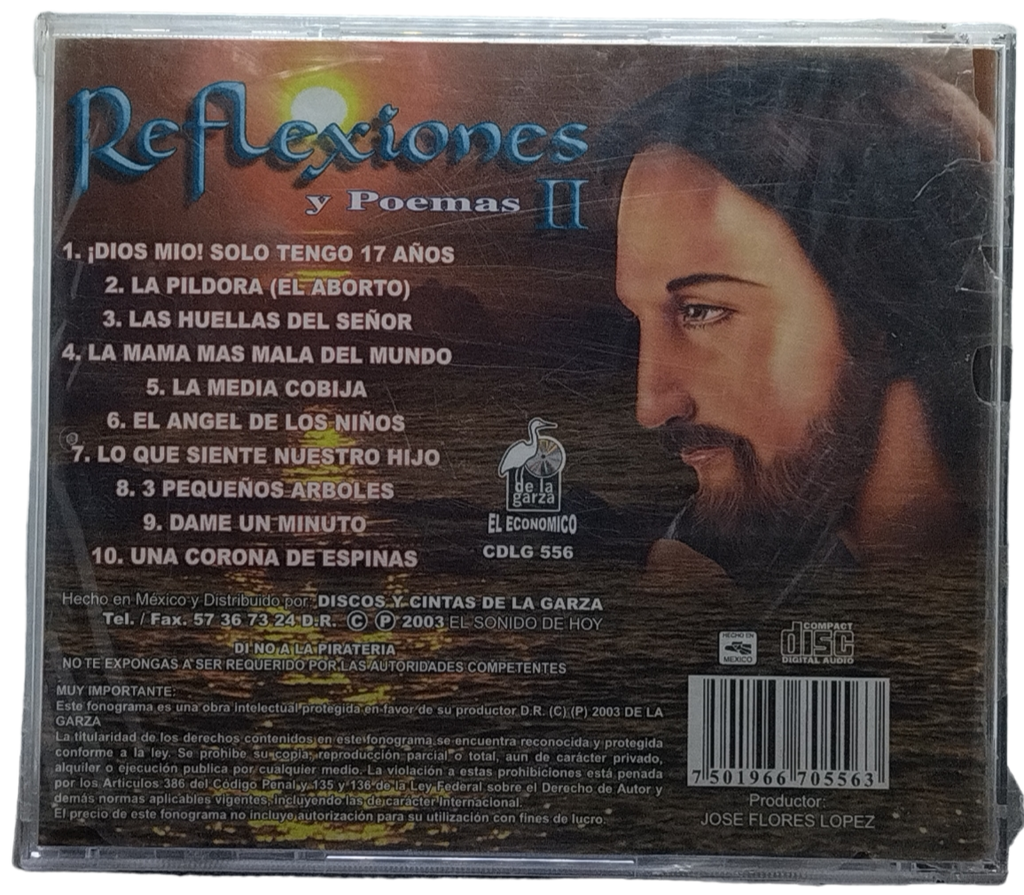 Reflexiones
y Poemas II
1. ¡DIOS MIO! SOLO TENGO 17 AÑOS
2. LA PILDORA (EL ABORTO)
3. LAS HUELLAS DEL SEÑOR
4. LA MAMA MAS MALA DEL MUNDO
5. LA MEDIA COBIJA
6. EL ANGEL DE LOS NIÑOS
7. LO QUE SIENTE NUESTRO HIJO
8. 3 PEQUEÑOS ARBOLES
9. DAME UN MINUTO
10. UNA CORONA DE ESPINAS
de la
garza
EL ECONOMICO
CDLG 556
Hecho en México y Distribuido por: DISCOS Y CINTAS DE LA GARZA
Tel. / Fax. 57 36 73 24 D.R. © ℗ 2003 EL SONIDO DE HOY
DI NO A LA PIRATERIA
NO TE EXPONGAS A SER REQUERIDO POR LAS AUTORIDADES COMPETENTES
MUY IMPORTANTE:
Este fonograma es una obra intelectual protegida en favor de su productor D.R. (C) (P) 2003 DE LA
GARZA
La titularidad de los derechos contenidos en este fonograma se encuentra reconocida y protegida
conforme a la ley. Se prohibe su copia, reproducción parcial o total, aun de carácter privado,
alquiler o ejecución publica por cualquier medio. La violación a estas prohibiciones está penada
por los Artículos 386 del Código Penal y 135 y 136 de la Ley Federal sobre el Derecho de Autor y
demás normas aplicables vigentes, incluyendo las de carácter Internacional.
El precio de este fonograma no incluye autorización para su utilización con fines de lucro.
HECHO EN
MEXICO
COMPACT
disc
DIGITAL AUDIO
7 501966 705563
Productor:
JOSE FLORES LOPEZ